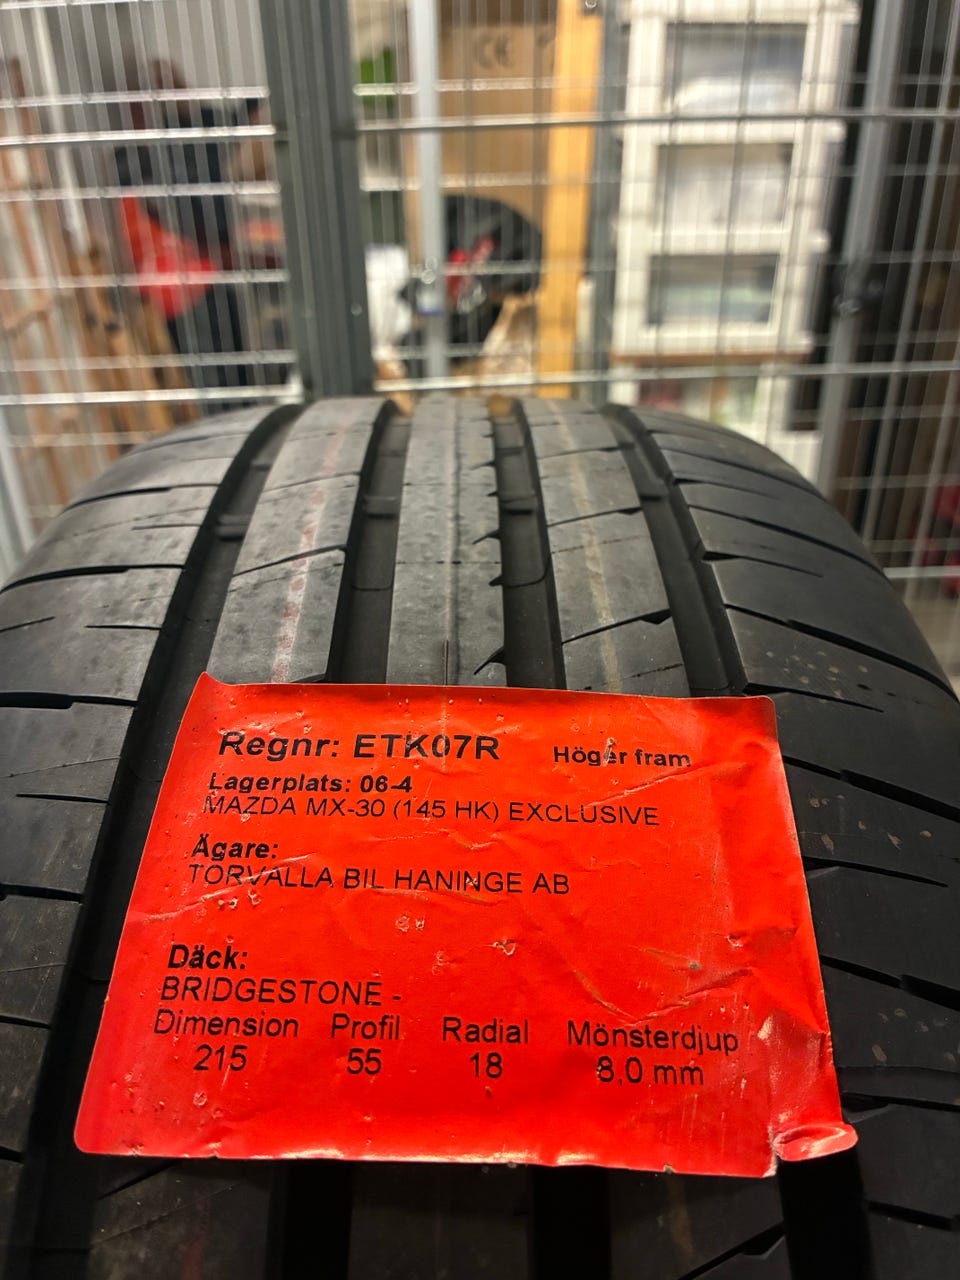 Regnr: ETK07R Höger fram
Lagerplats: 06-4
MAZDA MX-30 (145 HK) EXCLUSIVE
Ägare:
TORVALLA BIL HANINGE AB
Däck:
BRIDGESTONE -
Dimension Profil Radial Mönsterdjup
215 55 18 8,0 mm
CE